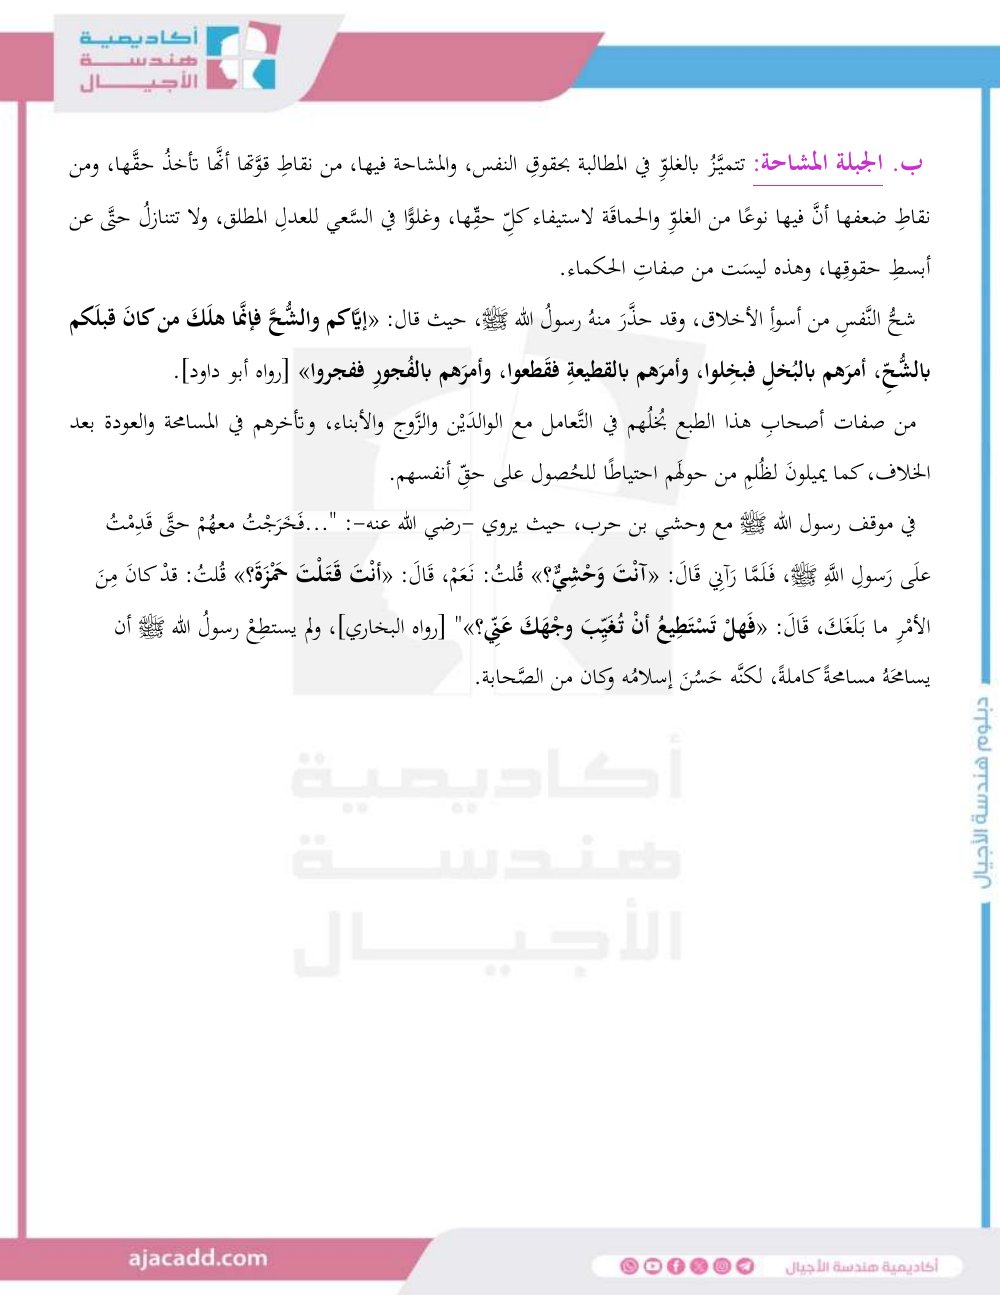 أكاديمية
هندسة
الأجيال
ب. الجبلة المشاحة: تتميَّزُ بالغلوِّ في المطالبة بحقوقِ النفس، والمشاحة فيها، من نقاطِ قوَّتها أنَّها تأخذُ حقَّها، ومن
نقاطِ ضعفها أنَّ فيها نوعًا من الغلوِّ والحماقَة لاستيفاء كلِّ حقِّها، وغلوًّا في السَّعي للعدلِ المطلق، ولا تتنازلُ حتَّى عن
أبسطِ حقوقِها، وهذه ليسَت من صفاتِ الحكماء.
شحُّ النَّفسِ من أسوأِ الأخلاق، وقد حذَّرَ منهُ رسولُ الله ﷺ، حيث قال: «إيَّاكم والشُّحَّ فإنَّما هلَكَ من كانَ قبلَكم
بالشُّحِّ، أمرَهم بالبُخلِ فبخِلوا، وأمرَهم بالقطيعةِ فقَطعوا، وأمرَهم بالفُجورِ ففجروا» [رواه أبو داود].
من صفات أصحابِ هذا الطبع بُخلُهم في التَّعامل مع الوالدَيْن والزَّوج والأبناء، وتأخرهم في المسامحة والعودة بعد
الخلاف، كما يميلونَ لظُلمِ من حولَهم احتياطًا للحُصول على حقِّ أنفسهم.
في موقف رسول الله ﷺ مع وحشي بن حرب، حيث يروي –رضي الله عنه–: "...فَخَرَجْتُ معهُمْ حتَّى قَدِمْتُ
علَى رَسولِ اللَّهِ ﷺ، فَلَمَّا رَآنِي قَالَ: «آنْتَ وَحْشِيٌّ؟» قُلتُ: نَعَمْ، قَالَ: «أنْتَ قَتَلْتَ حَمْزَةَ؟» قُلتُ: قدْ كانَ مِنَ
الأمْرِ ما بَلَغَكَ، قَالَ: «فَهلْ تَسْتَطِيعُ أنْ تُغَيِّبَ وجْهَكَ عَنِّي؟»" [رواه البخاري]، ولم يستطِعْ رسولُ الله ﷺ أن
يسامحَهُ مسامحةً كاملةً، لكنَّه حَسُنَ إسلامُه وكان من الصَّحابة.
أكاديمية
هندسة
الأجيال
دبلوم هندسة الأجيال
ajacadd.com
أكاديمية هندسة الأجيال